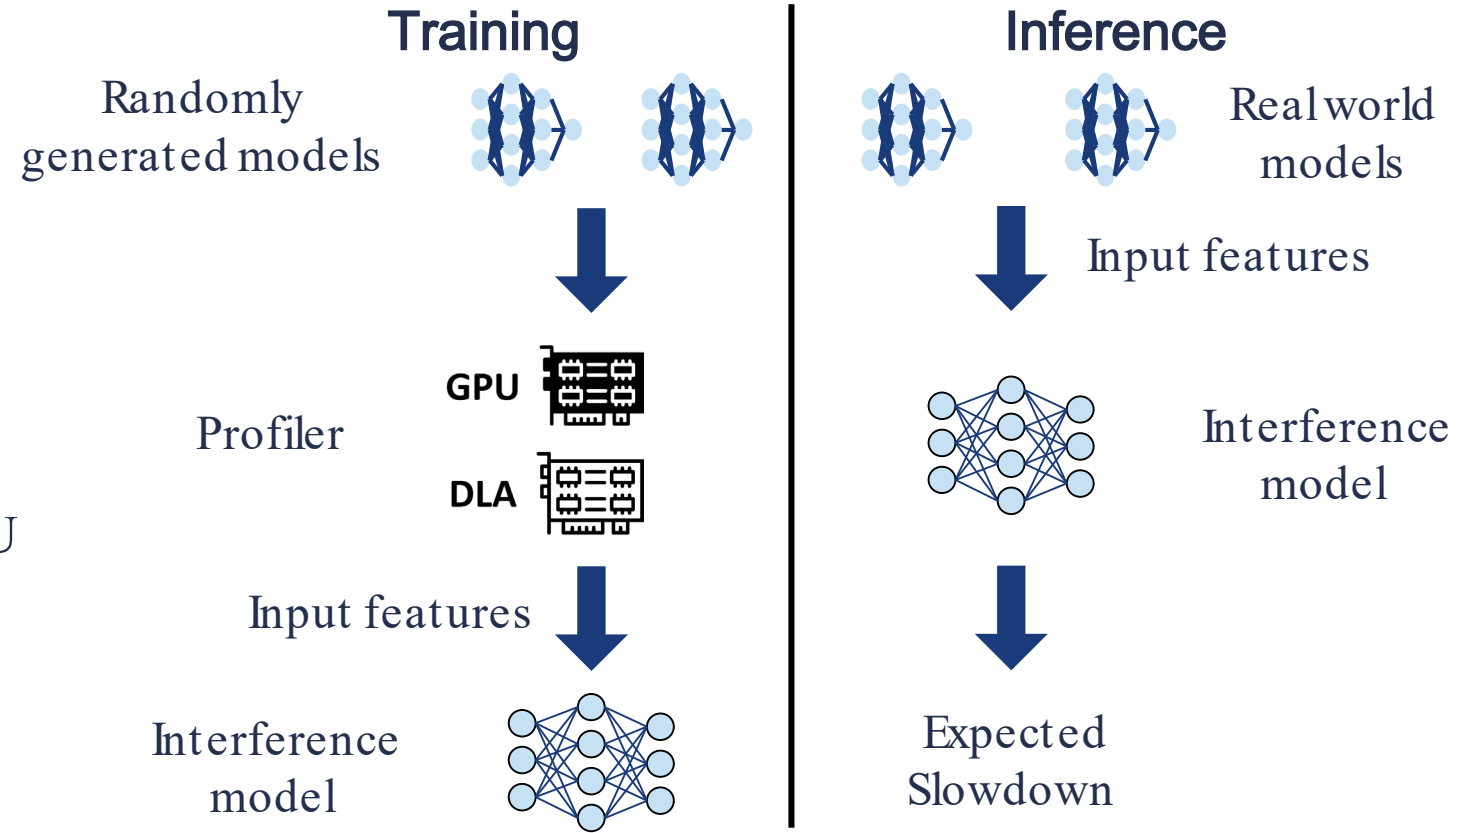 Training
Randomly
generated models
GPU
Profiler
DLA
U
Input features
Interference
model
Inference
Real world
models
Input features
Interference
model
Expected
Slowdown